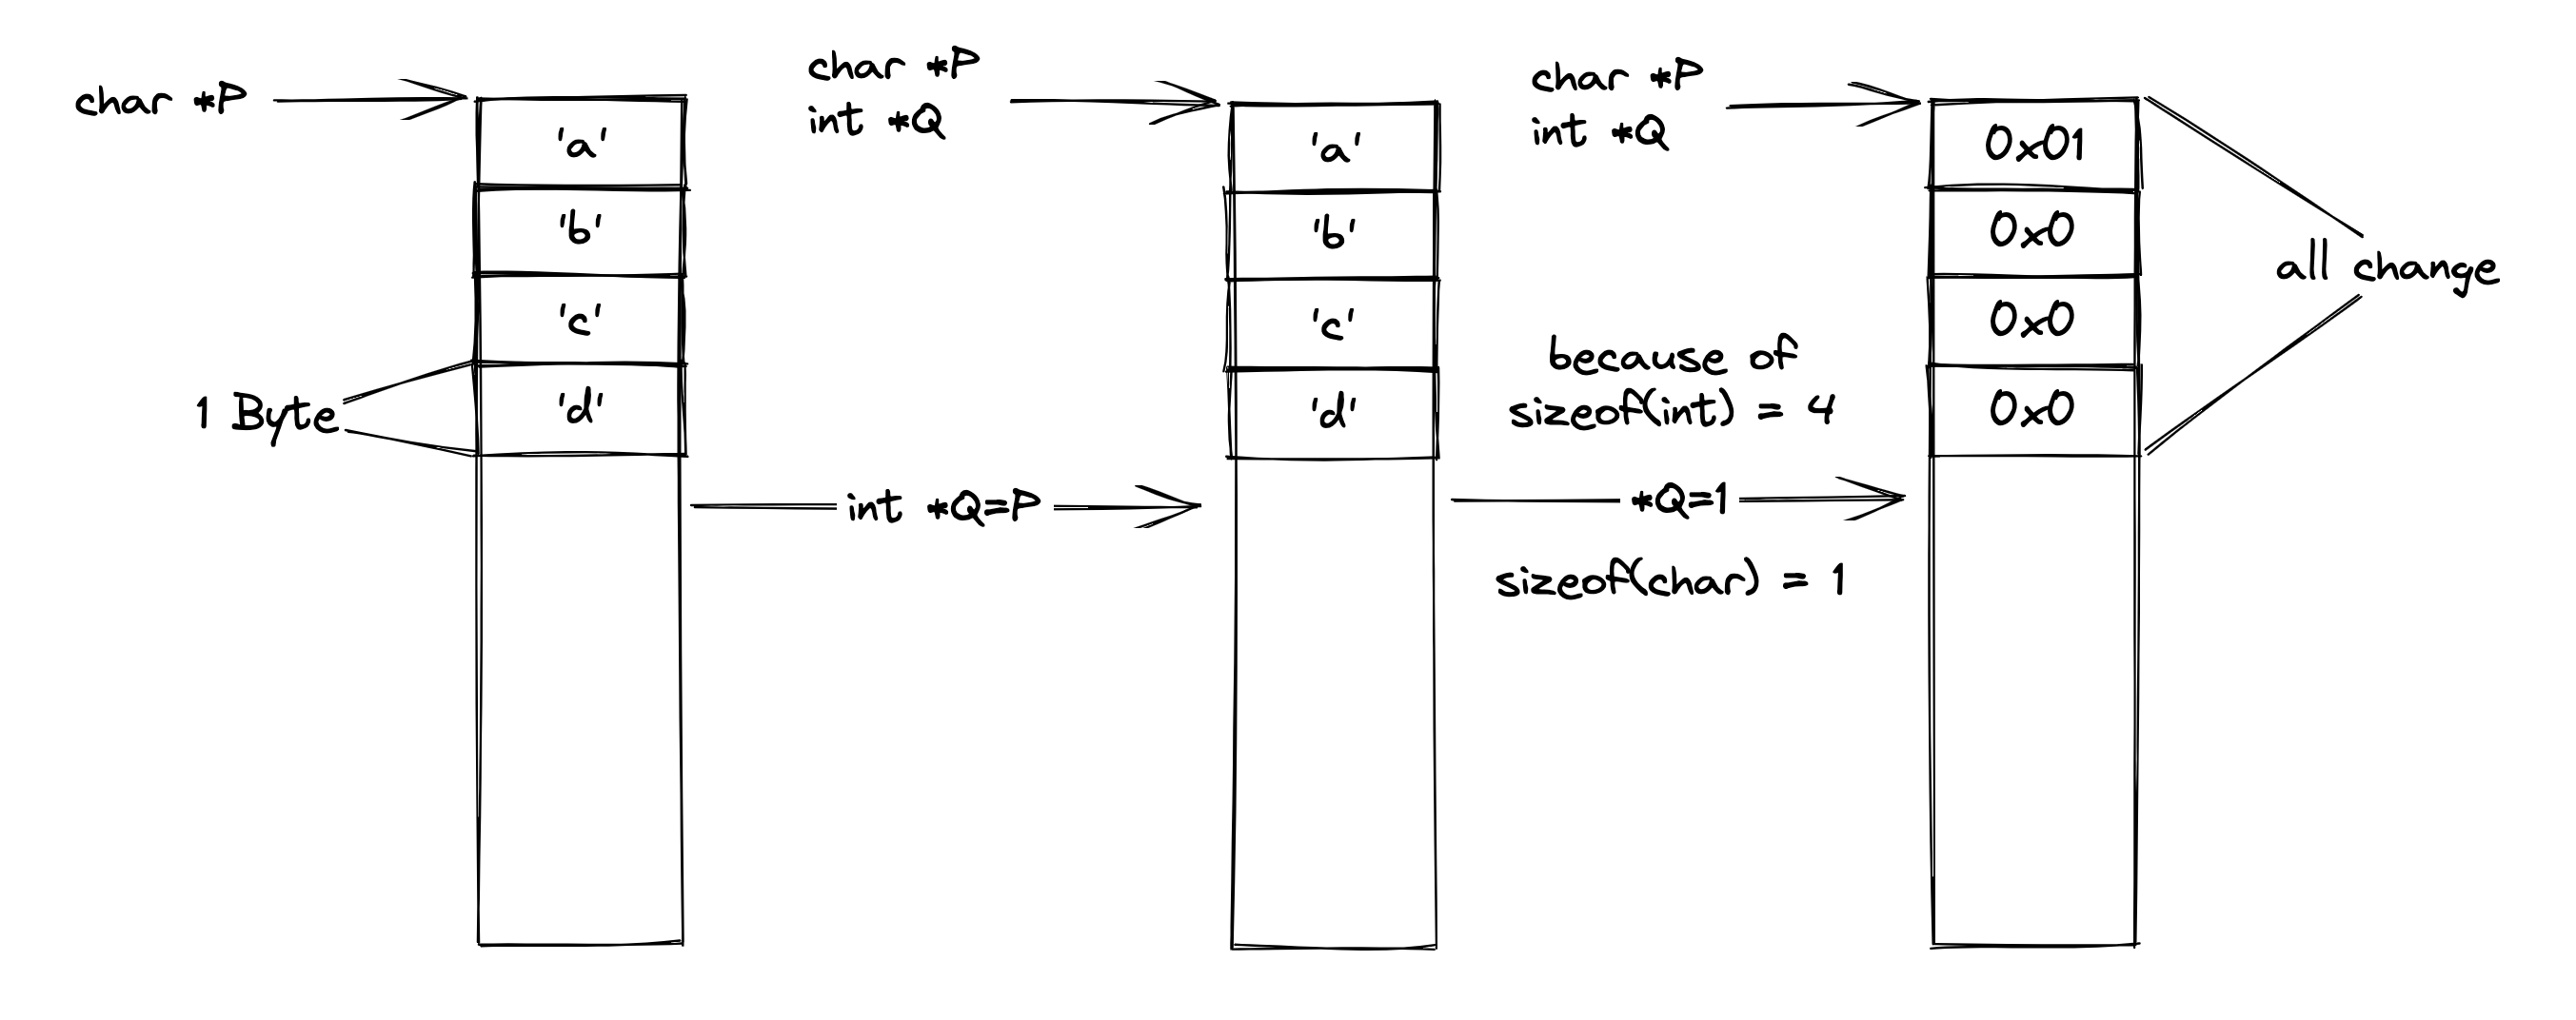 char *P
'a'
'b'
'c'
'd'
1 Byte
int *Q=P
char *P
int *Q
'a'
'b'
'c'
'd'
because of
sizeof(int) = 4
*Q=1
sizeof(char) = 1
char *P
int *Q
0x01
0x0
0x0
0x0
all change